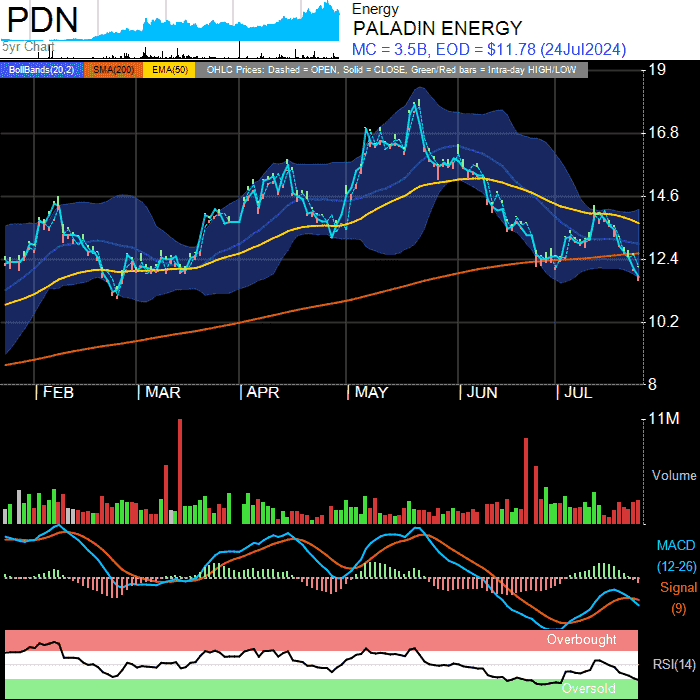 PDN
5yr Chart
Energy
PALADIN ENERGY
MC = 3.5B, EOD = $11.78 (24Jul2024)
BollBands(20,2) SMA(200) EMA(50) OHLC Prices: Dashed = OPEN, Solid = CLOSE, Green/Red bars = Intra-day HIGH/LOW
19
16.8
14.6
12.4
10.2
8
FEB MAR APR MAY JUN JUL
11M
Volume
MACD
(12-26)
Signal
(9)
Overbought
RSI(14)
Oversold